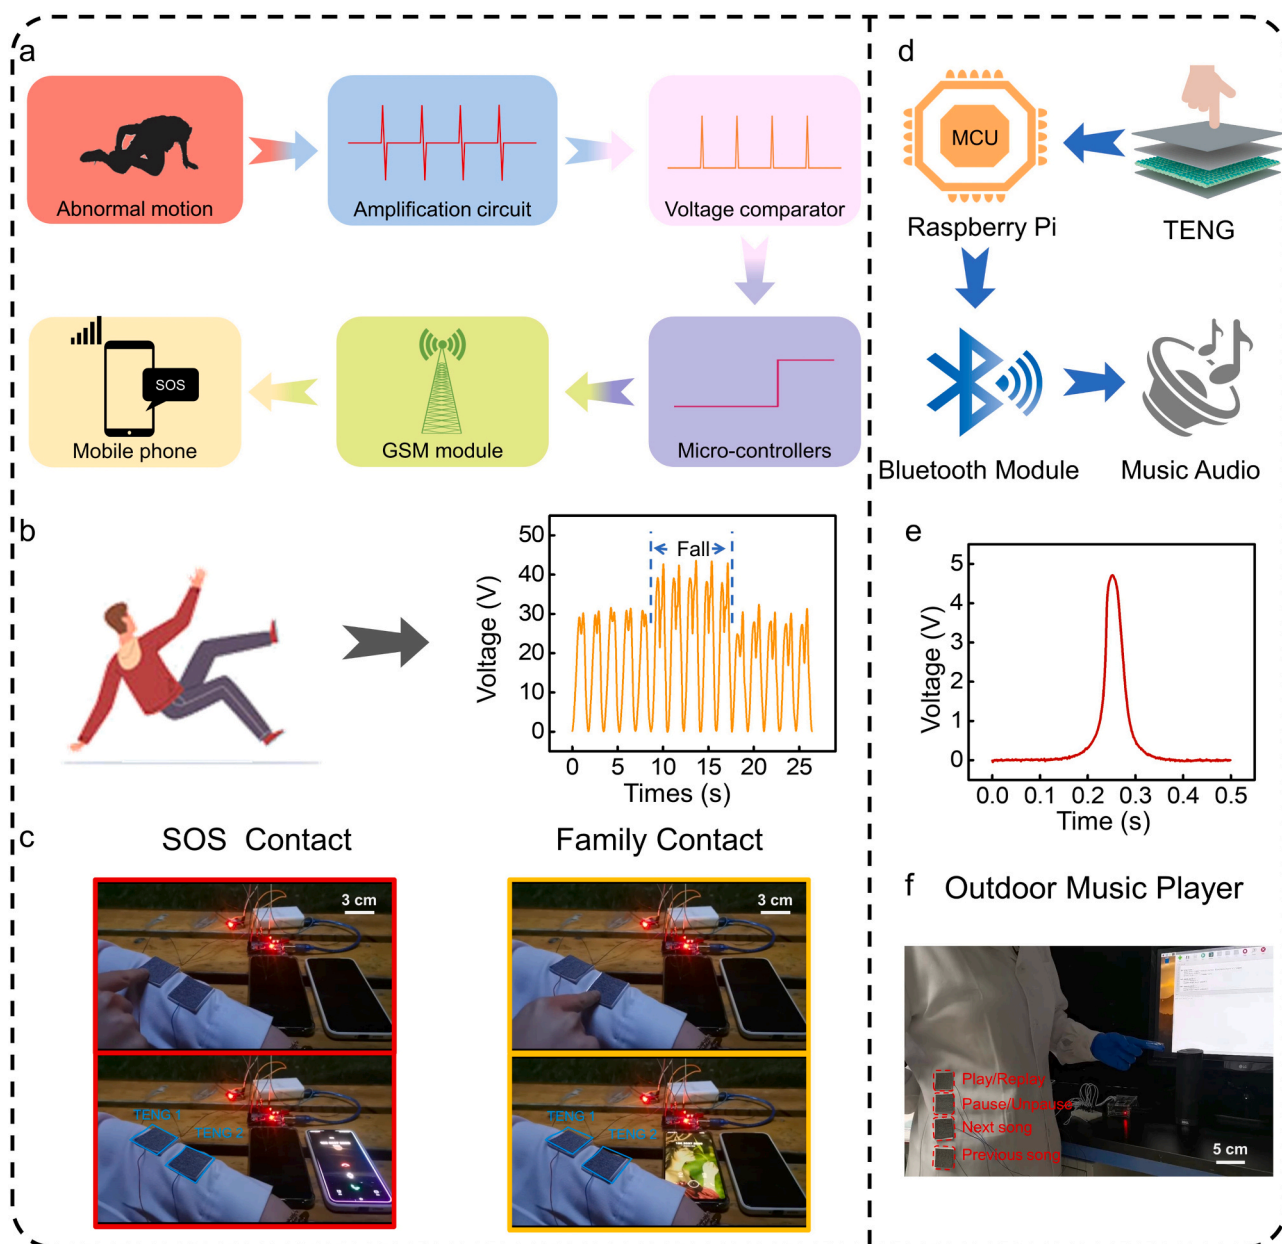 a
Abnormal motion
Amplification circuit
Voltage comparator
SOS
Mobile phone
GSM module
Micro-controllers
b
50
40
30
20
10
0
Voltage (V)
Fall
0 5 10 15 20 25
Times (s)
c
SOS Contact
3 cm
TENG 1
TENG 2
Family Contact
3 cm
TENG 1
TENG 2
d
MCU
Raspberry Pi
TENG
Bluetooth Module
Music Audio
e
5
4
3
2
1
0
Voltage (V)
0.0 0.1 0.2 0.3 0.4 0.5
Time (s)
f
Outdoor Music Player
Play/Replay
Pause/Unpause
Next song
Previous song
5 cm